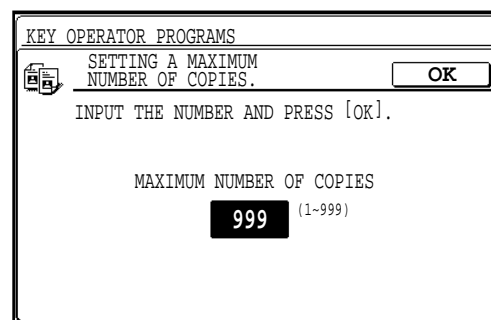 KEY OPERATOR PROGRAMS
SETTING A MAXIMUM
NUMBER OF COPIES.
OK
INPUT THE NUMBER AND PRESS [OK].
MAXIMUM NUMBER OF COPIES
999 (1~999)